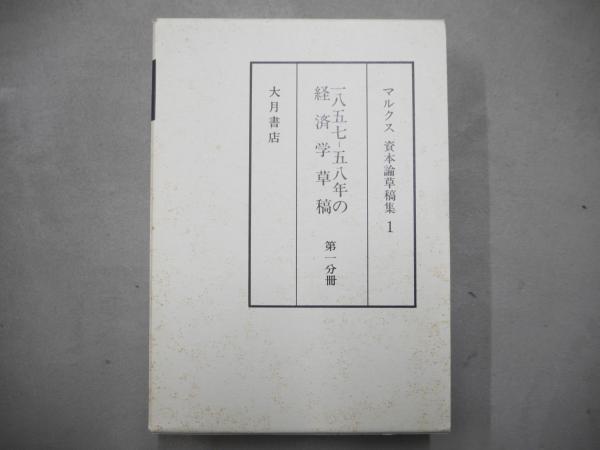 マルクス 資本論草稿集 1
一八五七-五八年の
経済学草稿
第一分冊
大月書店